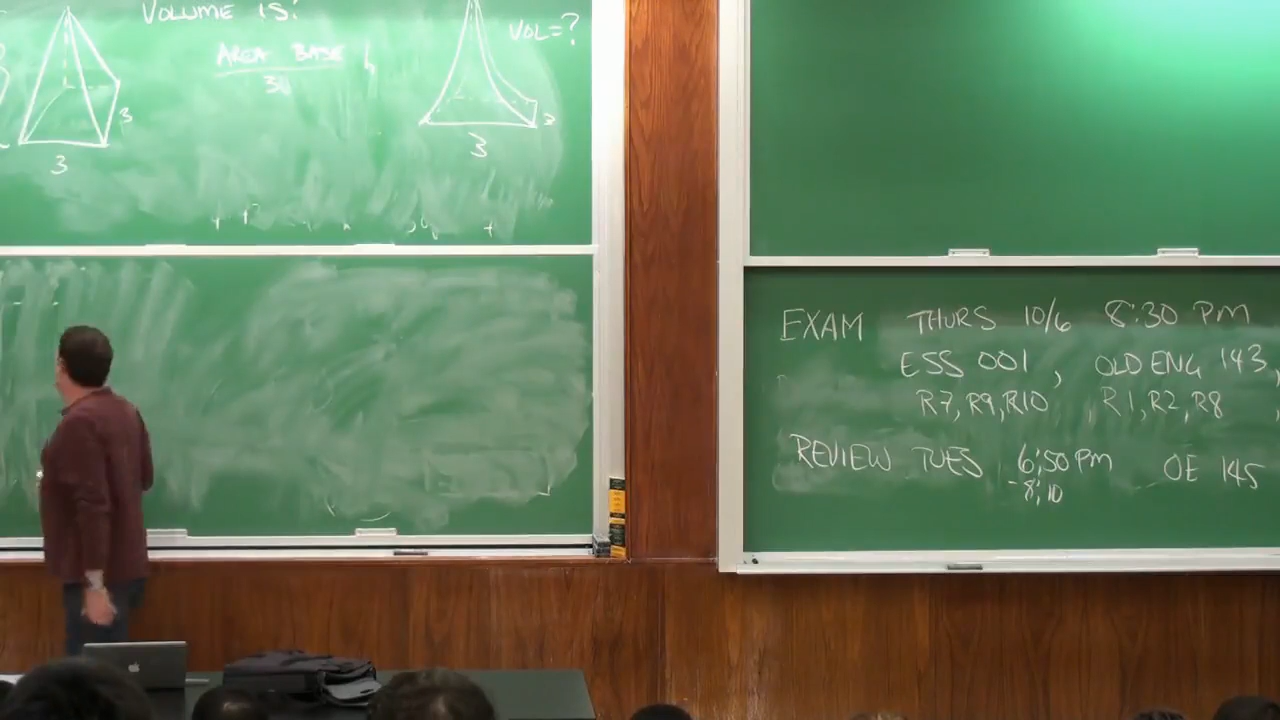 VOLUME IS:
AREA BASE h
3
VOL=?
3
3
3
EXAM THURS 10/6 8:30 PM
ESS 001, OLD ENG 143,
R7, R9, R10 R1, R2, R8
REVIEW TUES 6:50 PM OE 145
-8:10